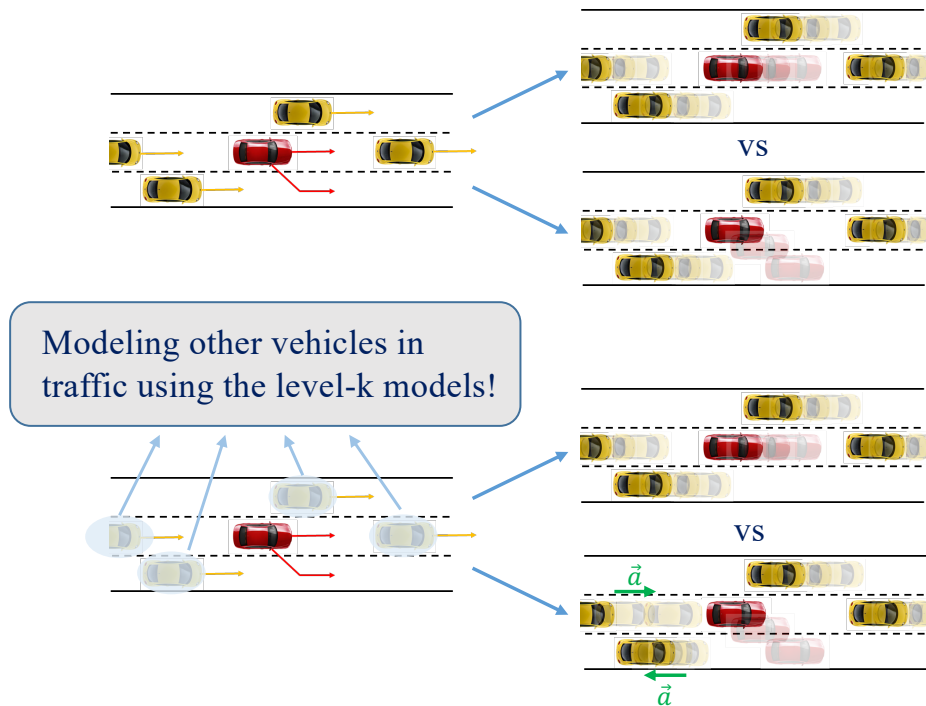 vs
Modeling other vehicles in
traffic using the level-k models!
vs
a⃗
a⃗